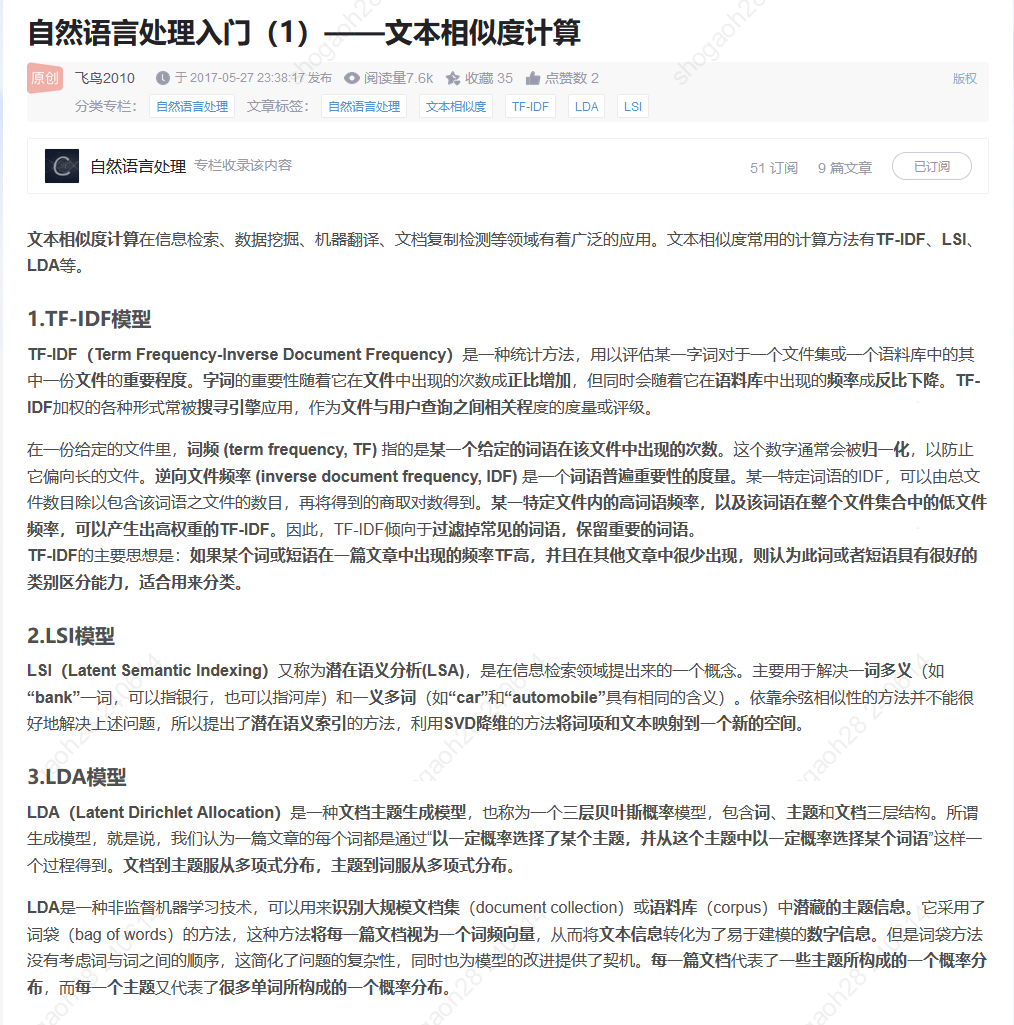 自然语言处理入门（1）——文本相似度计算
原创 飞鸟2010 于 2017-05-27 23:38:17 发布 阅读量7.6k 收藏 35 点赞数 2 版权
分类专栏： 自然语言处理 文章标签： 自然语言处理 文本相似度 TF-IDF LDA LSI
自然语言处理 专栏收录该内容 51 订阅 9 篇文章 已订阅
文本相似度计算在信息检索、数据挖掘、机器翻译、文档复制检测等领域有着广泛的应用。文本相似度常用的计算方法有TF-IDF、LSI、
LDA等。
1.TF-IDF模型
TF-IDF（Term Frequency-Inverse Document Frequency）是一种统计方法，用以评估某一字词对于一个文件集或一个语料库中的其
中一份文件的重要程度。字词的重要性随着它在文件中出现的次数成正比增加，但同时会随着它在语料库中出现的频率成反比下降。TF-
IDF加权的各种形式常被搜寻引擎应用，作为文件与用户查询之间相关程度的度量或评级。
在一份给定的文件里，词频 (term frequency, TF) 指的是某一个给定的词语在该文件中出现的次数。这个数字通常会被归一化，以防止
它偏向长的文件。逆向文件频率 (inverse document frequency, IDF) 是一个词语普遍重要性的度量。某一特定词语的IDF，可以由总文
件数目除以包含该词语之文件的数目，再将得到的商取对数得到。某一特定文件内的高词语频率，以及该词语在整个文件集合中的低文件
频率，可以产生出高权重的TF-IDF。因此，TF-IDF倾向于过滤掉常见的词语，保留重要的词语。
TF-IDF的主要思想是：如果某个词或短语在一篇文章中出现的频率TF高，并且在其他文章中很少出现，则认为此词或者短语具有很好的
类别区分能力，适合用来分类。
2.LSI模型
LSI（Latent Semantic Indexing）又称为潜在语义分析(LSA)，是在信息检索领域提出来的一个概念。主要用于解决一词多义（如
“bank”一词，可以指银行，也可以指河岸）和一义多词（如“car”和“automobile”具有相同的含义）。依靠余弦相似性的方法并不能很
好地解决上述问题，所以提出了潜在语义索引的方法，利用SVD降维的方法将词项和文本映射到一个新的空间。
3.LDA模型
LDA（Latent Dirichlet Allocation）是一种文档主题生成模型，也称为一个三层贝叶斯概率模型，包含词、主题和文档三层结构。所谓
生成模型，就是说，我们认为一篇文章的每个词都是通过“以一定概率选择了某个主题，并从这个主题中以一定概率选择某个词语”这样一
个过程得到。文档到主题服从多项式分布，主题到词服从多项式分布。
LDA是一种非监督机器学习技术，可以用来识别大规模文档集（document collection）或语料库（corpus）中潜藏的主题信息。它采用了
词袋（bag of words）的方法，这种方法将每一篇文档视为一个词频向量，从而将文本信息转化为了易于建模的数字信息。但是词袋方法
没有考虑词与词之间的顺序，这简化了问题的复杂性，同时也为模型的改进提供了契机。每一篇文档代表了一些主题所构成的一个概率分
布，而每一个主题又代表了很多单词所构成的一个概率分布。